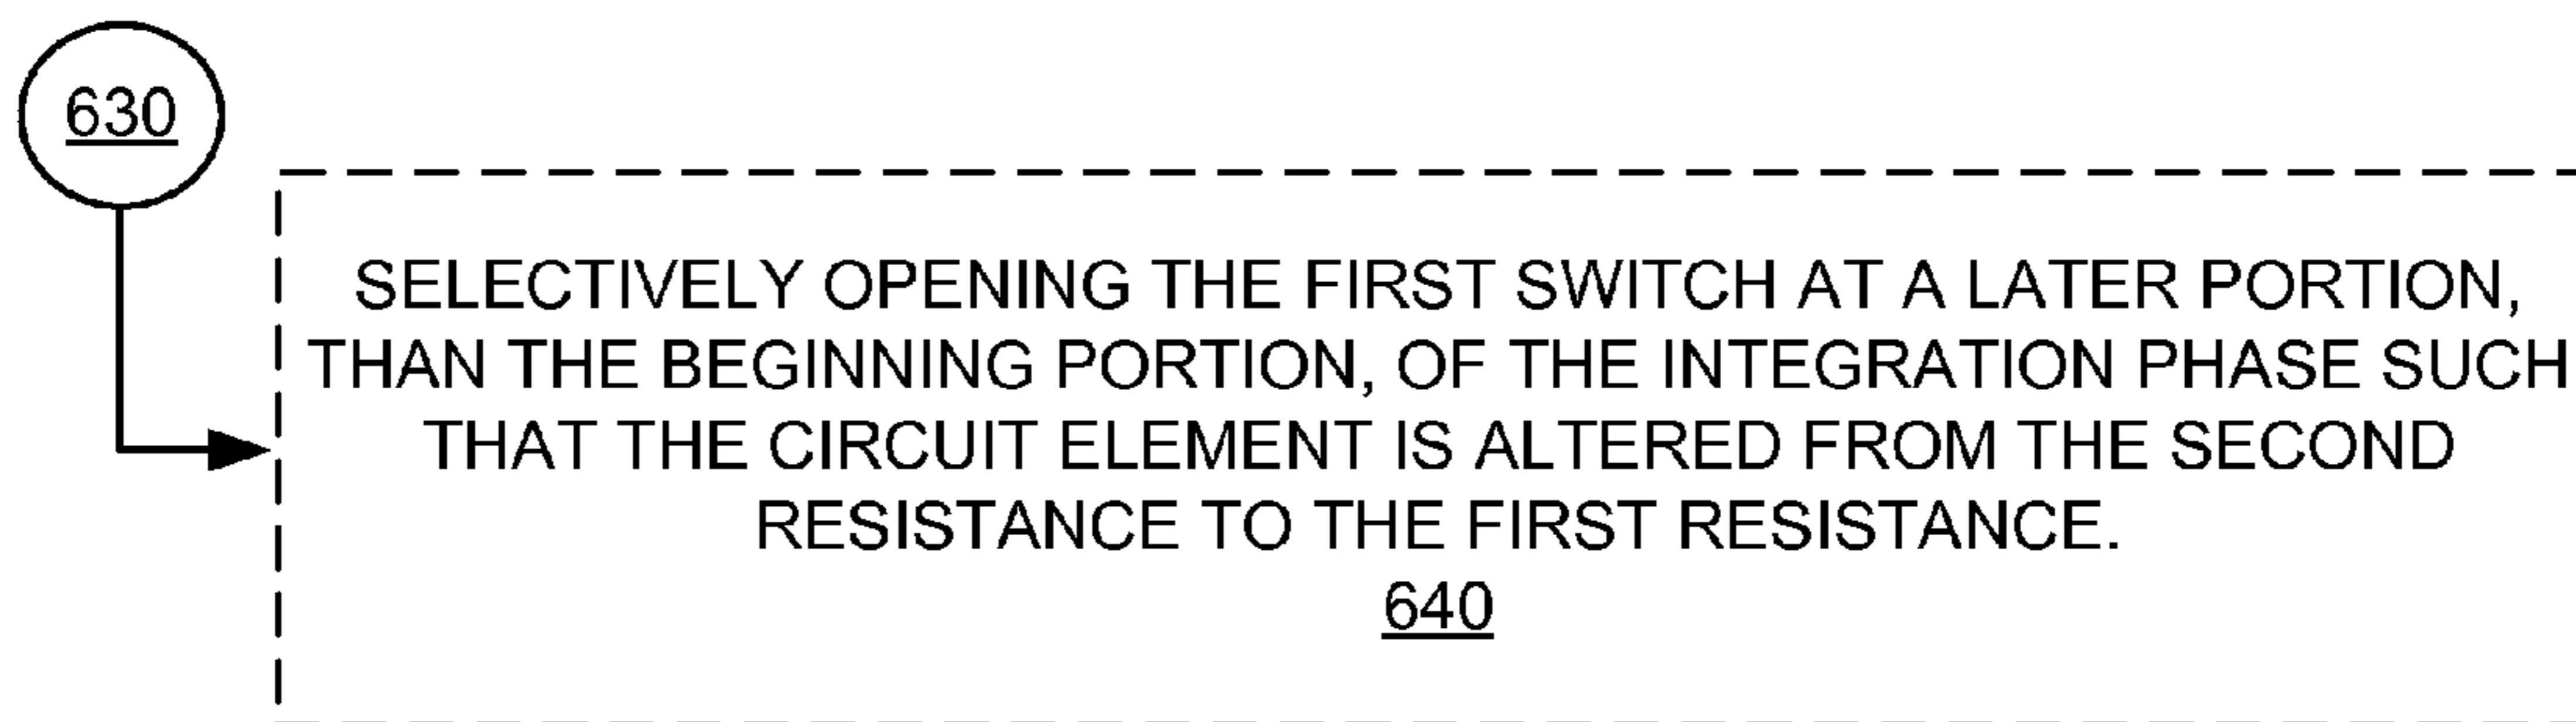 630
SELECTIVELY OPENING THE FIRST SWITCH AT A LATER PORTION,
THAN THE BEGINNING PORTION, OF THE INTEGRATION PHASE SUCH
THAT THE CIRCUIT ELEMENT IS ALTERED FROM THE SECOND
RESISTANCE TO THE FIRST RESISTANCE.
640